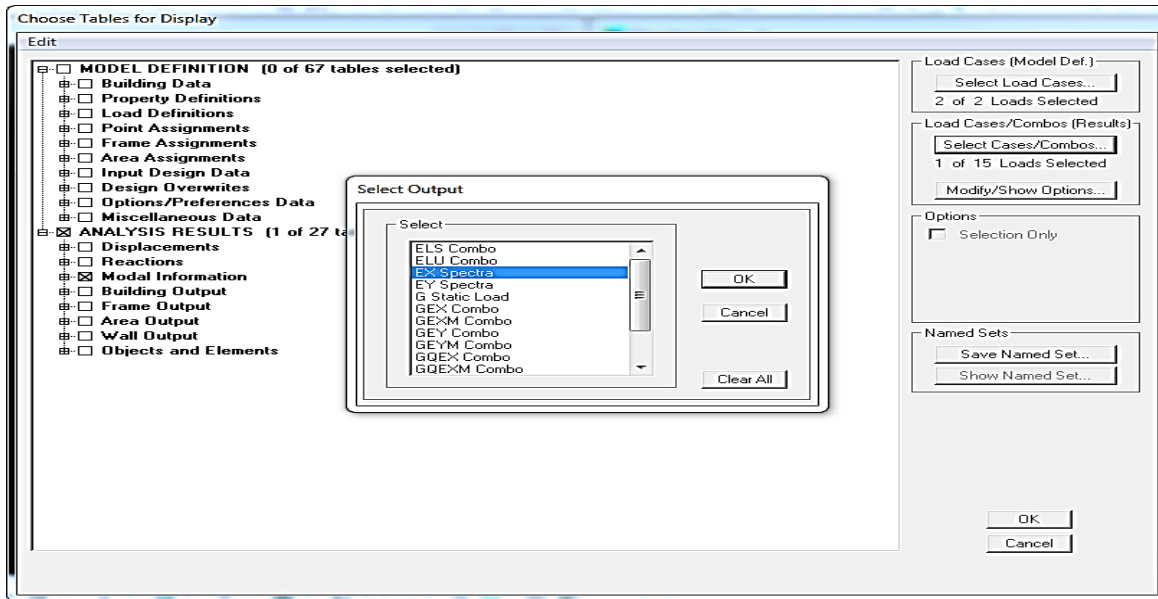 Choose Tables for Display
Edit
MODEL DEFINITION (0 of 67 tables selected)
Building Data
Property Definitions
Load Definitions
Point Assignments
Frame Assignments
Area Assignments
Input Design Data
Design Overwrites
Options/Preferences Data
Miscellaneous Data
ANALYSIS RESULTS (1 of 27 ta
Displacements
Reactions
Modal Information
Building Output
Frame Output
Area Output
Wall Output
Objects and Elements
Select Output
Select
ELS Combo
ELU Combo
EX Spectra
EY Spectra
G Static Load
GEX Combo
GEXM Combo
GEY Combo
GEYM Combo
GQEX Combo
GQEXM Combo
OK
Cancel
Clear All
Load Cases (Model Def.)
Select Load Cases...
2 of 2 Loads Selected
Load Cases/Combos (Results)
Select Cases/Combos...
1 of 15 Loads Selected
Modify/Show Options...
Options
Selection Only
Named Sets
Save Named Set...
Show Named Set...
OK
Cancel